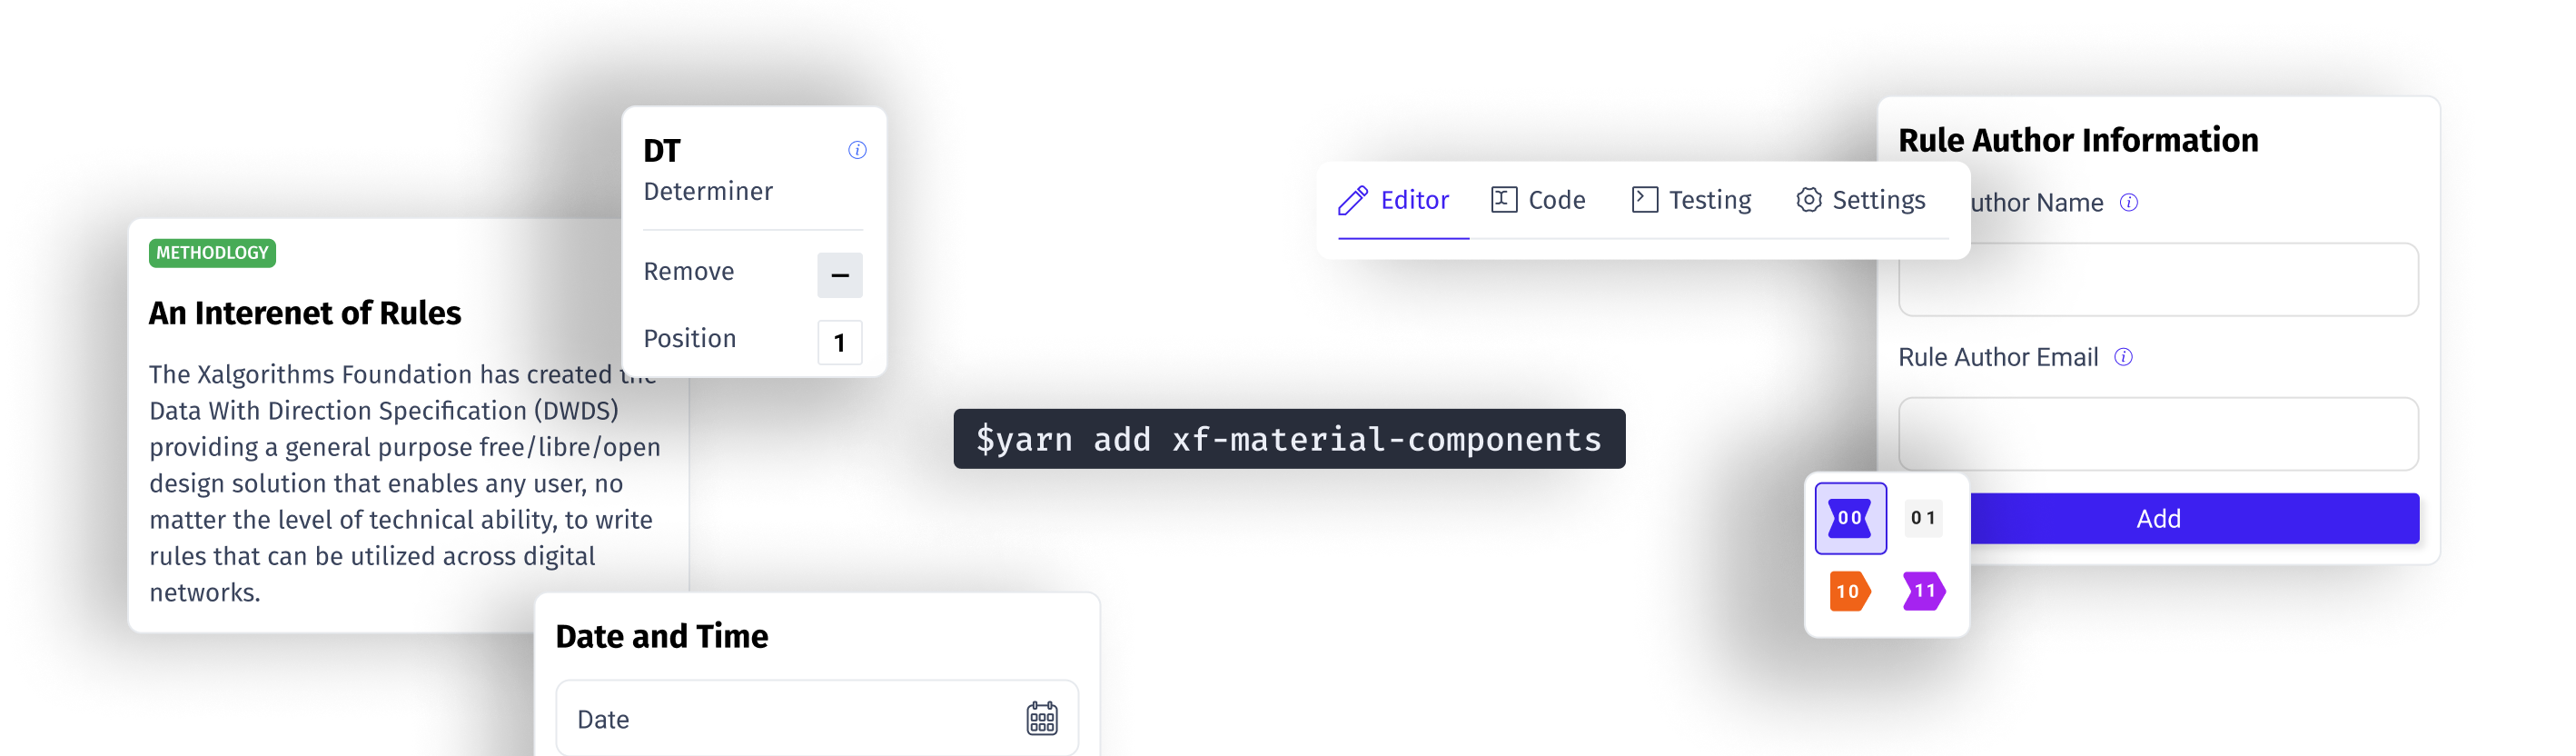 METHODLOGY
An Interenet of Rules
The Xalgorithms Foundation has created
Data With Direction Specification (DWDS)
providing a general purpose free/libre/open
design solution that enables any user, no
matter the level of technical ability, to write
rules that can be utilized across digital
networks.
DT
Determiner
Remove
Position 1
Date and Time
Date
$yarn add xf-material-components
Editor Code Testing Settings
Rule Author Information
Name
Rule Author Email
Add
00 01
10 11